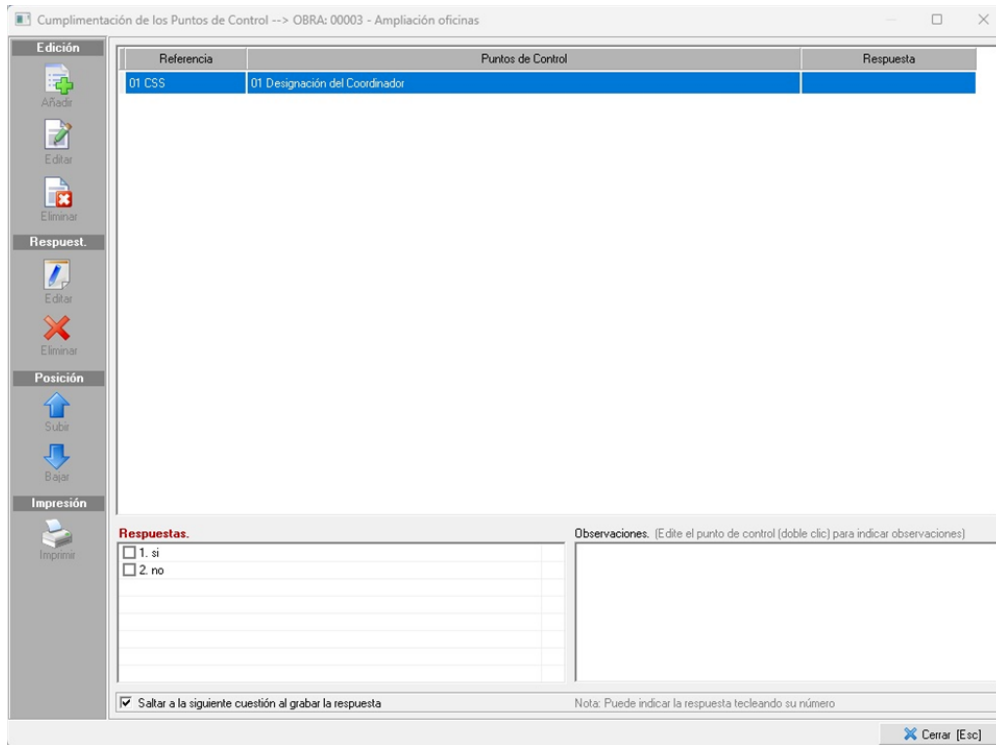 Cumplimentación de los Puntos de Control --> OBRA: 00003 - Ampliación oficinas
Edición
Añadir
Editar
Eliminar
Respuest.
Editar
Eliminar
Posición
Subir
Bajar
Impresión
Imprimir
Referencia Puntos de Control Respuesta
01 CSS 01 Designación del Coordinador
Respuestas.
1. si
2. no
Observaciones. (Edite el punto de control (doble clic) para indicar observaciones)
Saltar a la siguiente cuestión al grabar la respuesta
Nota: Puede indicar la respuesta tecleando su número
Cerrar [Esc]